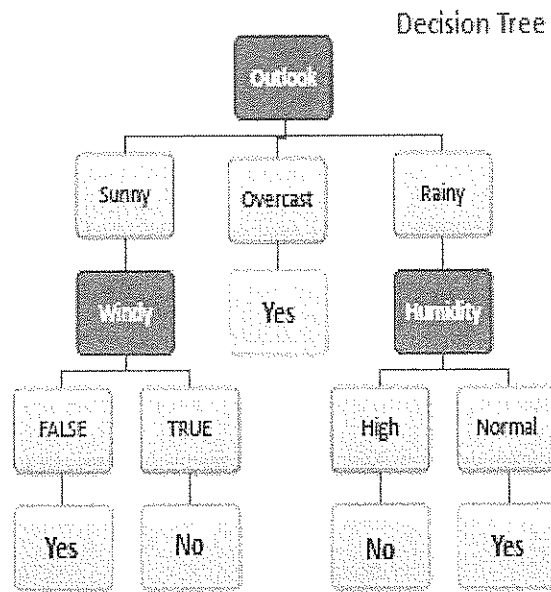 Decision Tree
Outlook
Sunny Overcast Rainy
Windy Yes Humidity
FALSE TRUE High Normal
Yes No No Yes